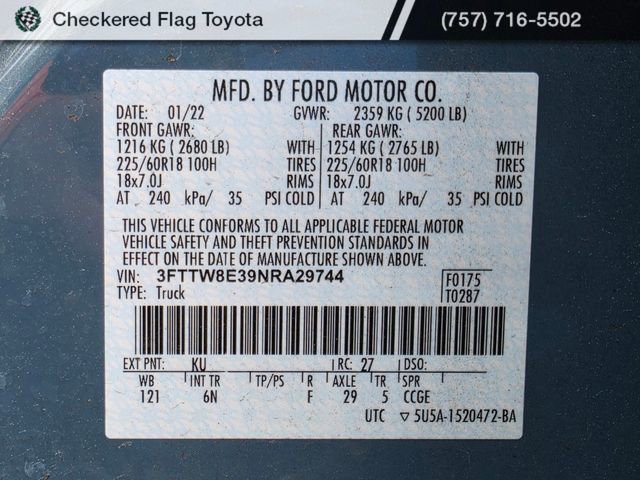 Checkered Flag Toyota (757) 716-5502
MFD. BY FORD MOTOR CO.
DATE: 01/22 GVWR: 2359 KG ( 5200 LB)
FRONT GAWR: REAR GAWR:
1216 KG ( 2680 LB) WITH 1254 KG ( 2765 LB) WITH
225/60R18 100H TIRES 225/60R18 100H TIRES
18x7.0J RIMS 18x7.0J RIMS
AT 240 kPa/ 35 PSI COLD AT 240 kPa/ 35 PSI COLD
THIS VEHICLE CONFORMS TO ALL APPLICABLE FEDERAL MOTOR
VEHICLE SAFETY AND THEFT PREVENTION STANDARDS IN
EFFECT ON THE DATE OF MANUFACTURE SHOWN ABOVE.
VIN: 3FTTW8E39NRA29744 F0175
TYPE: Truck T0287
EXT PNT: KU RC: 27 DSO:
WB INT TR TP/PS R AXLE TR SPR
121 6N F 29 5 CCGE
UTC ▽ 5U5A-1520472-BA